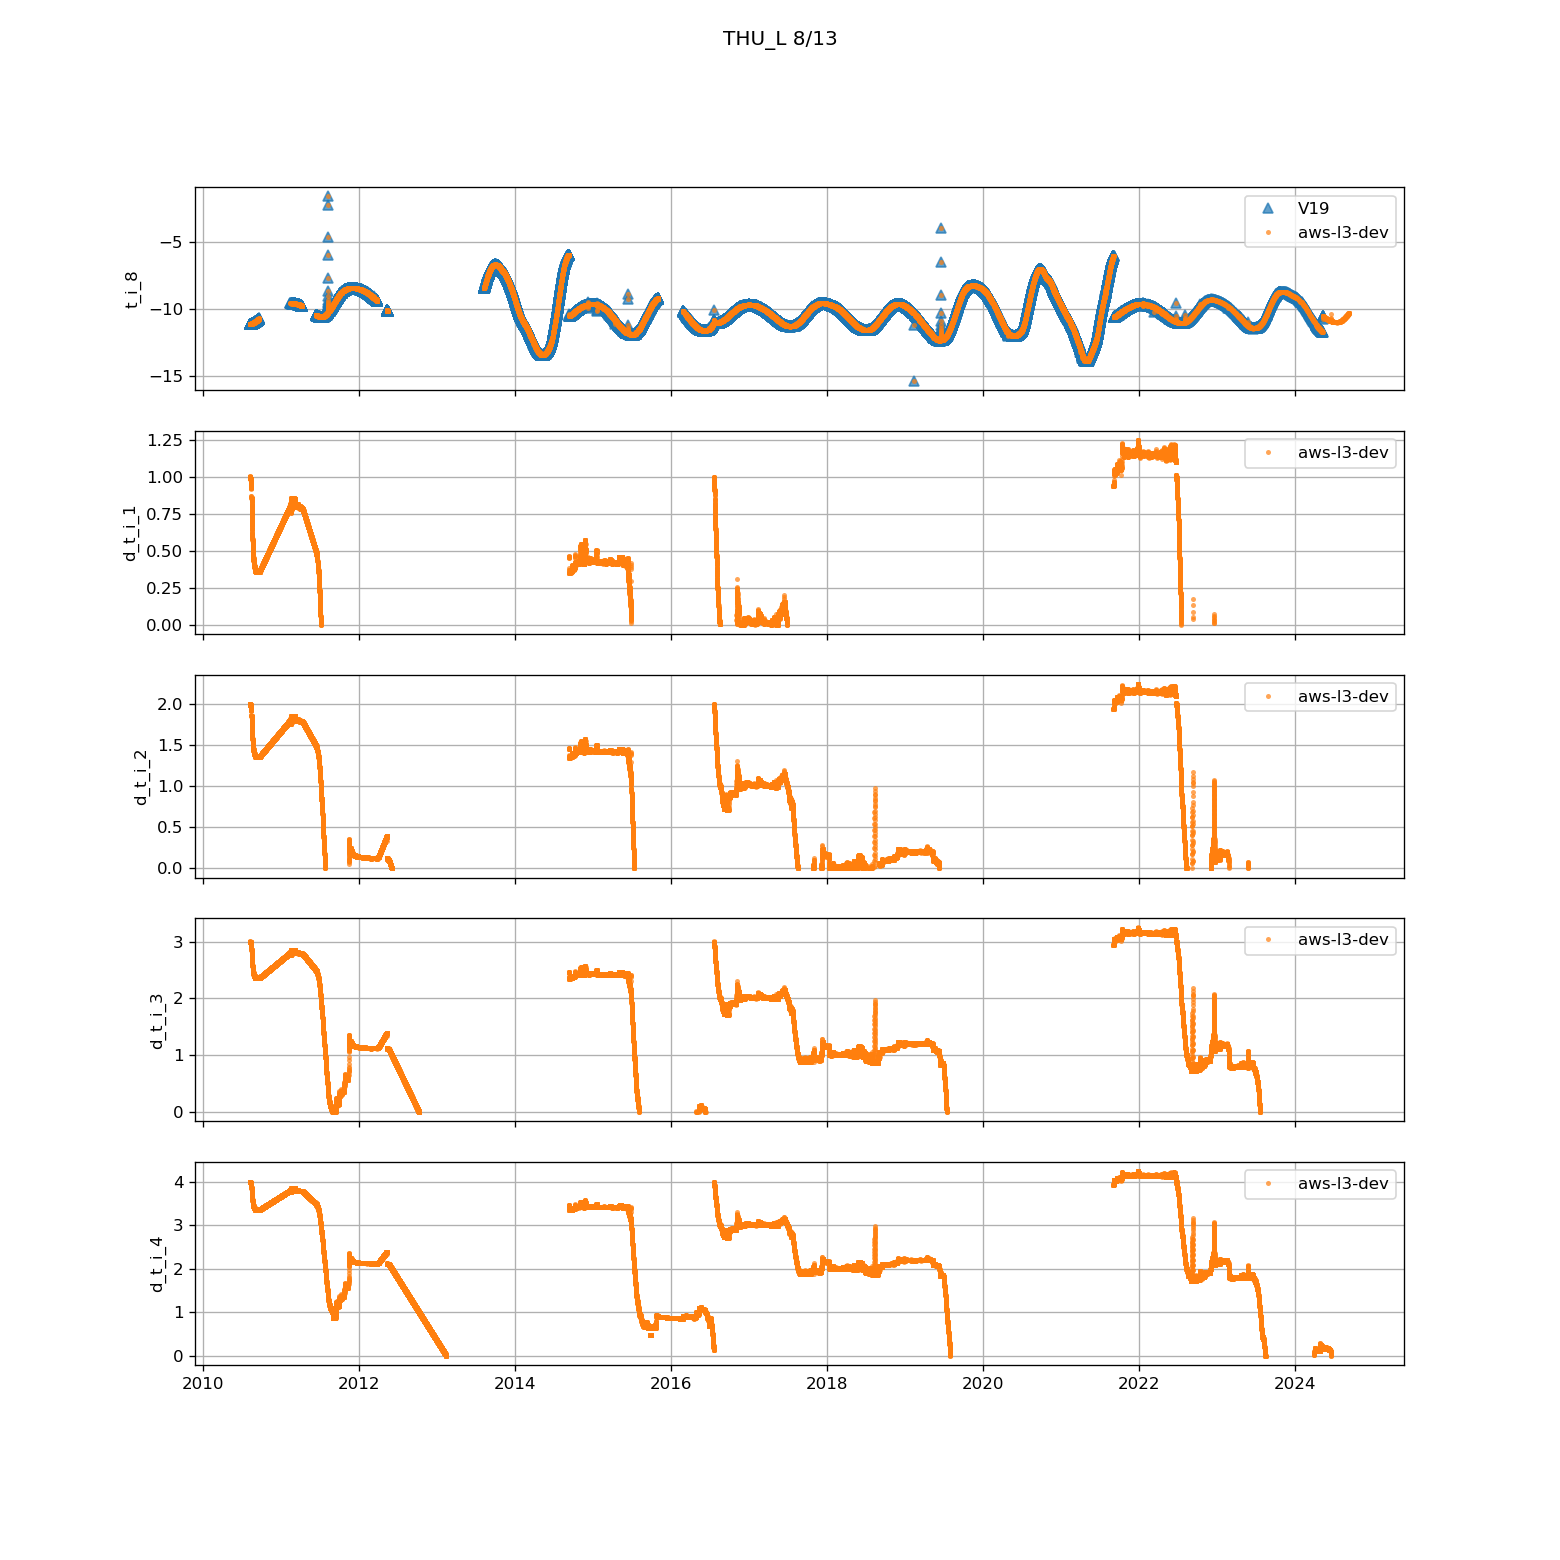 THU_L 8/13
t_i_8
−5
−10
−15
V19
aws-l3-dev
d_t_i_1
1.25
1.00
0.75
0.50
0.25
0.00
aws-l3-dev
d_t_i_2
2.0
1.5
1.0
0.5
0.0
aws-l3-dev
d_t_i_3
3
2
1
0
aws-l3-dev
d_t_i_4
4
3
2
1
0
aws-l3-dev
2010 2012 2014 2016 2018 2020 2022 2024